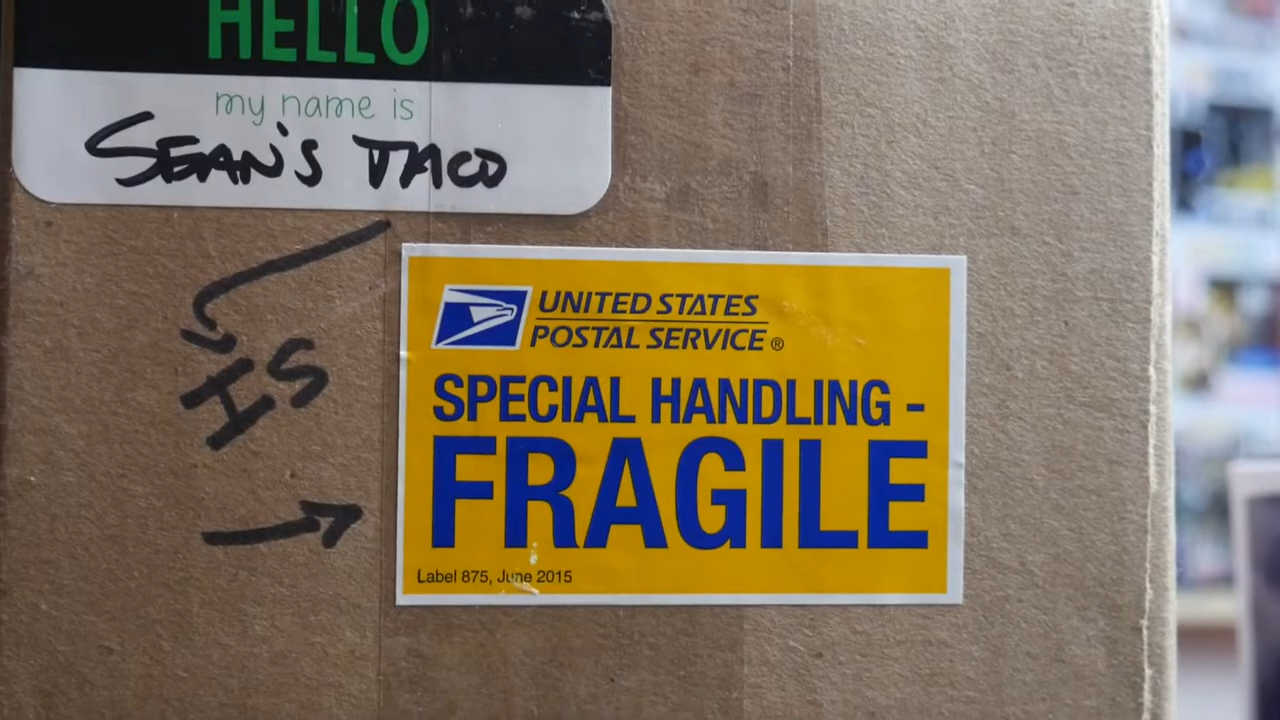 HELLO
my name is
SEAN'S TACO
IS
UNITED STATES
POSTAL SERVICE®
SPECIAL HANDLING -
FRAGILE
Label 875, June 2015